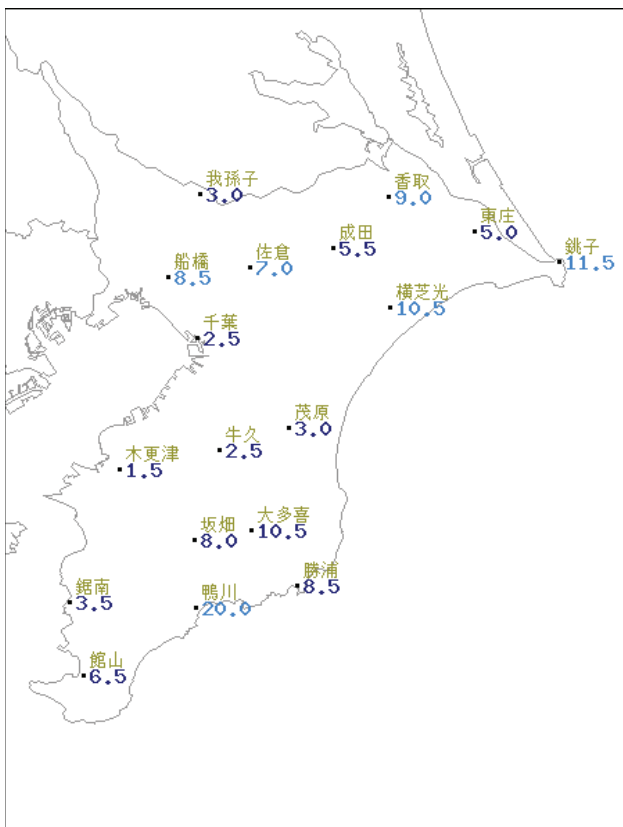 我孫子
3.0
香取
9.0
東庄
5.0
成田
5.5
佐倉
7.0
船橋
8.5
銚子
11.5
横芝光
10.5
千葉
2.5
茂原
3.0
牛久
2.5
木更津
1.5
大多喜
10.5
坂畑
8.0
勝浦
8.5
鋸南
3.5
鴨川
20.0
館山
6.5